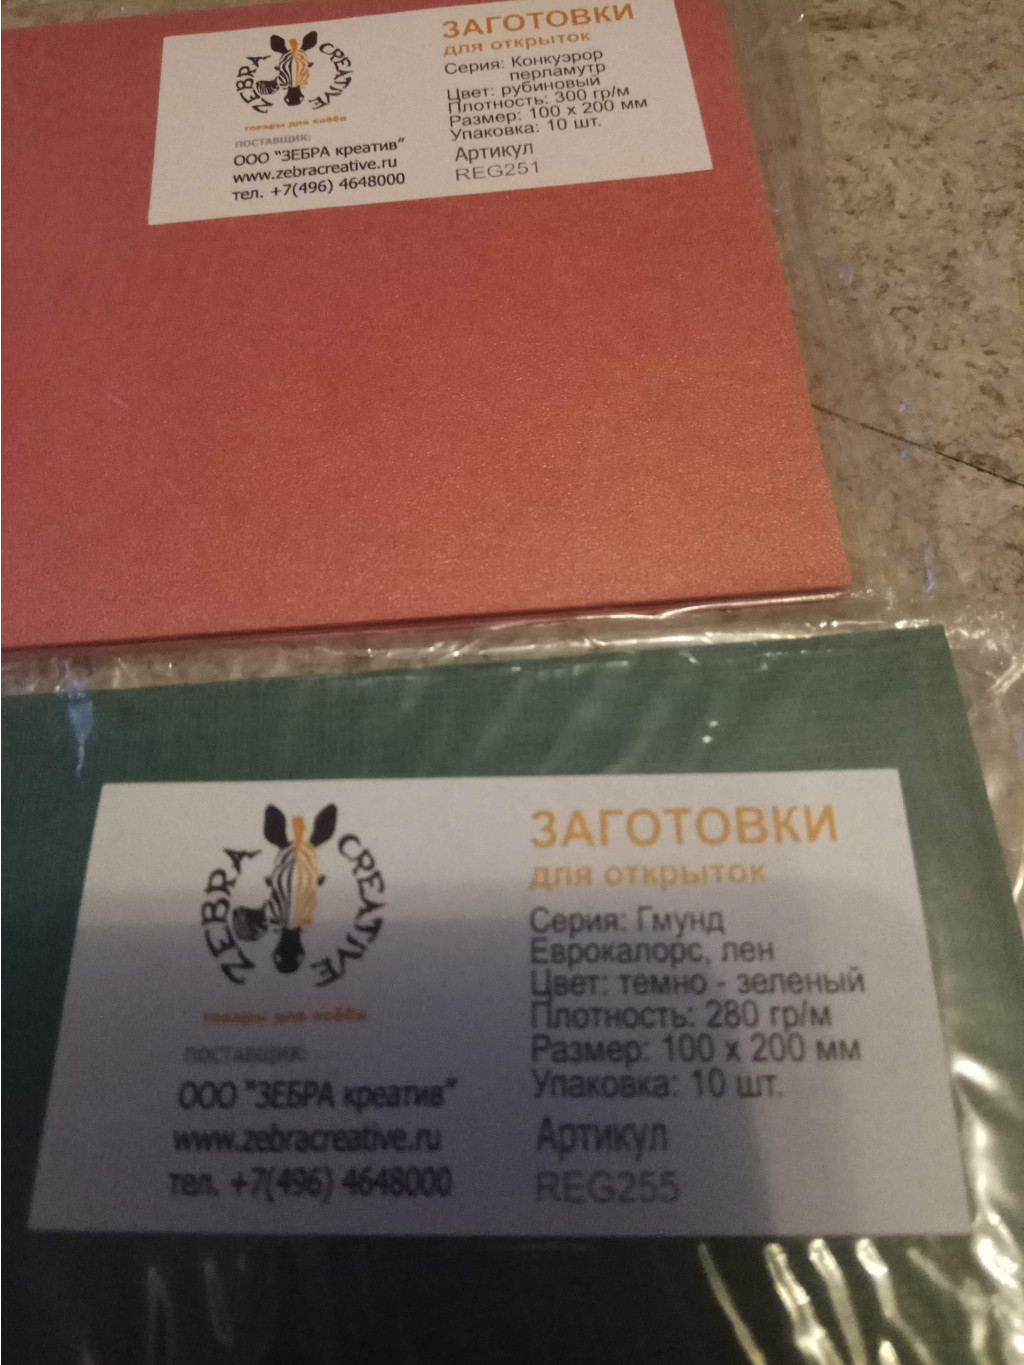 ZEBRA CREATIVE
товары для хобби
ПОСТАВЩИК:
ООО "ЗЕБРА креатив"
www.zebracreative.ru
тел. +7(496) 4648000
ЗАГОТОВКИ
для открыток
Серия: Конкуэрор
перламутр
Цвет: рубиновый
Плотность: 300 гр/м
Размер: 100 x 200 мм
Упаковка: 10 шт.
Артикул
REG251
ZEBRA CREATIVE
товары для хобби
ПОСТАВЩИК:
ООО "ЗЕБРА креатив"
www.zebracreative.ru
тел. +7(496) 4648000
ЗАГОТОВКИ
для открыток
Серия: Гмунд
Еврокалорс, лен
Цвет: темно - зеленый
Плотность: 280 гр/м
Размер: 100 x 200 мм
Упаковка: 10 шт.
Артикул
REG255